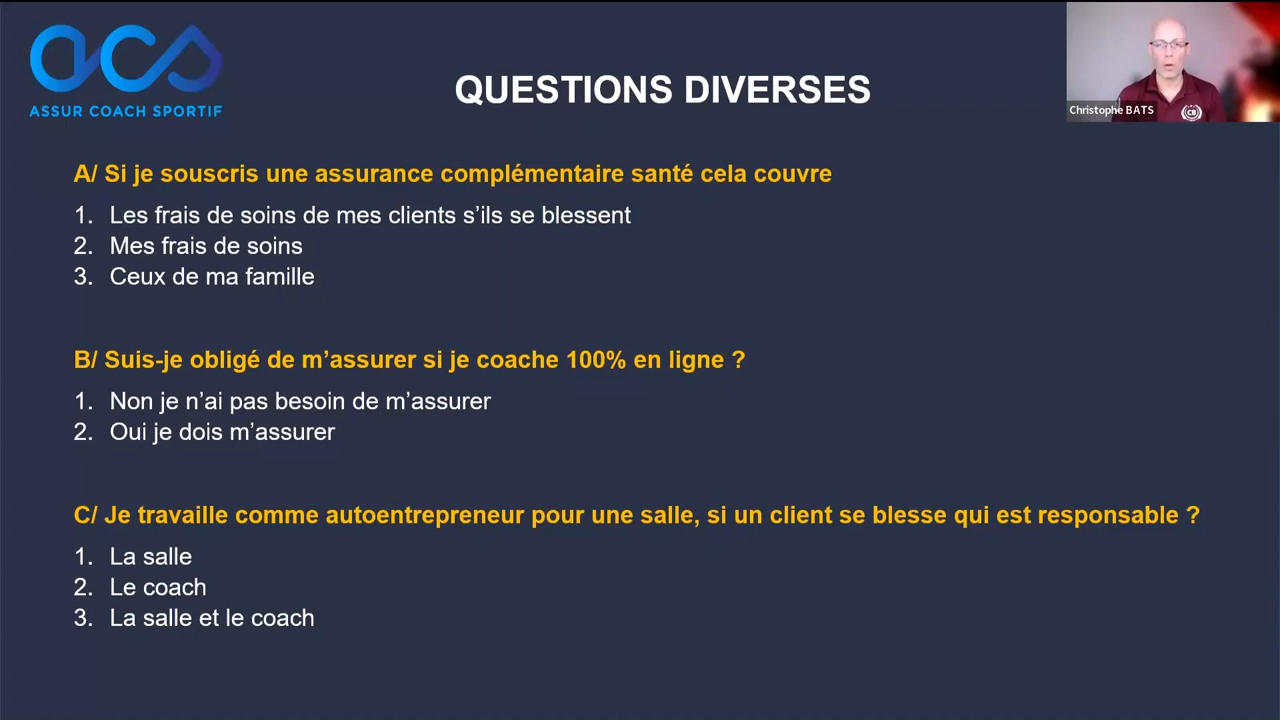 acs
ASSUR COACH SPORTIF
QUESTIONS DIVERSES
Christophe BATS
CB
A/ Si je souscris une assurance complémentaire santé cela couvre
1. Les frais de soins de mes clients s’ils se blessent
2. Mes frais de soins
3. Ceux de ma famille
B/ Suis-je obligé de m’assurer si je coache 100% en ligne ?
1. Non je n’ai pas besoin de m’assurer
2. Oui je dois m’assurer
C/ Je travaille comme autoentrepreneur pour une salle, si un client se blesse qui est responsable ?
1. La salle
2. Le coach
3. La salle et le coach